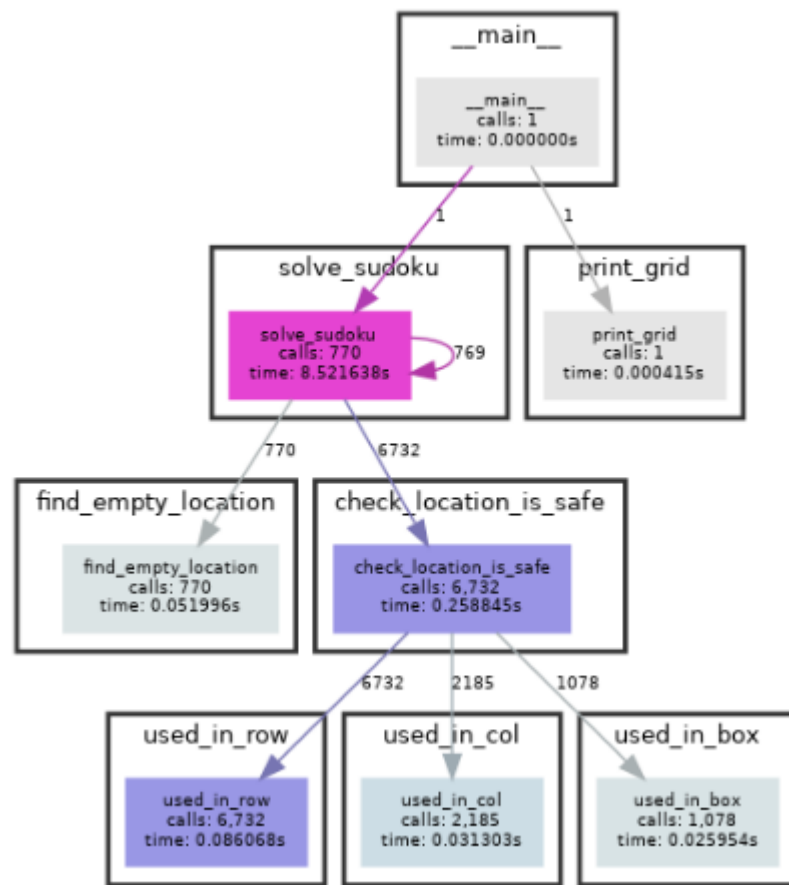 __main__
__main__
calls: 1
time: 0.000000s
1
1
solve_sudoku
print_grid
solve_sudoku
calls: 770
time: 8.521638s
769
print_grid
calls: 1
time: 0.000415s
770
6732
find_empty_location
check_location_is_safe
find_empty_location
calls: 770
time: 0.051996s
check_location_is_safe
calls: 6,732
time: 0.258845s
6732
2185
1078
used_in_row
used_in_col
used_in_box
used_in_row
calls: 6,732
time: 0.086068s
used_in_col
calls: 2,185
time: 0.031303s
used_in_box
calls: 1,078
time: 0.025954s